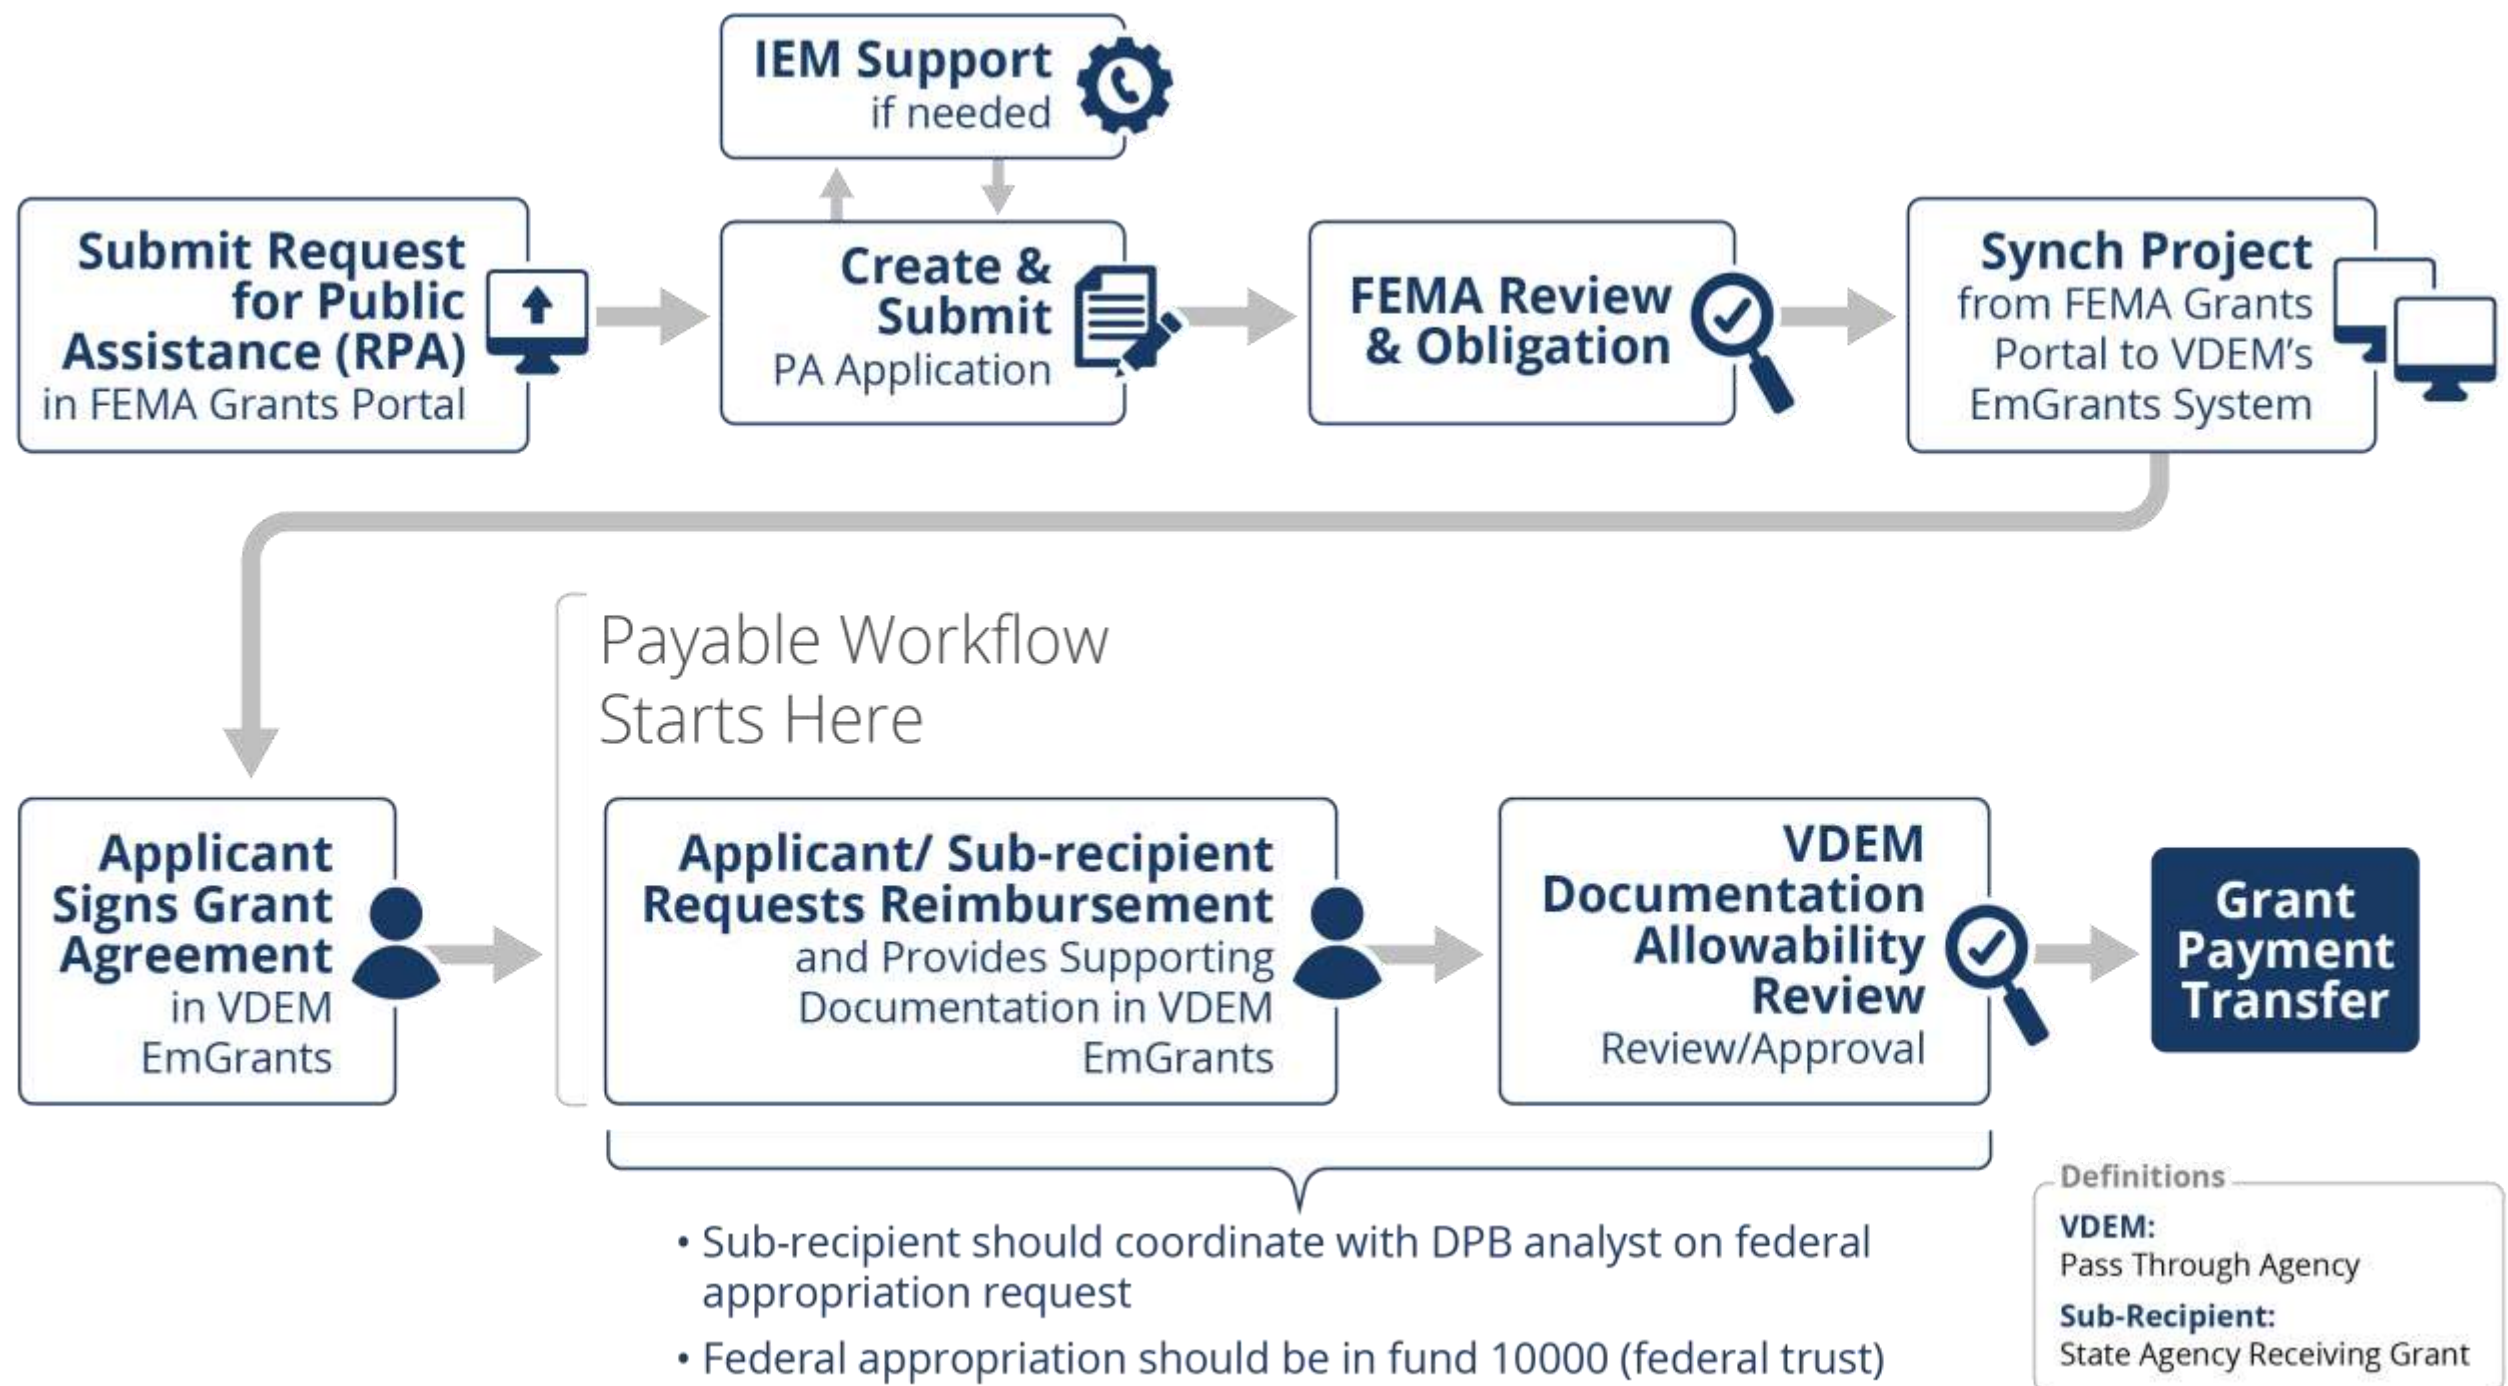 IEM Support
if needed
Submit Request
for Public
Assistance (RPA)
in FEMA Grants Portal
Create &
Submit
PA Application
FEMA Review
& Obligation
Synch Project
from FEMA Grants
Portal to VDEM’s
EmGrants System
Payable Workflow
Starts Here
Applicant
Signs Grant
Agreement
in VDEM
EmGrants
Applicant/ Sub-recipient
Requests Reimbursement
and Provides Supporting
Documentation in VDEM
EmGrants
VDEM
Documentation
Allowability
Review
Review/Approval
Grant
Payment
Transfer
• Sub-recipient should coordinate with DPB analyst on federal
appropriation request
• Federal appropriation should be in fund 10000 (federal trust)
Definitions
VDEM:
Pass Through Agency
Sub-Recipient:
State Agency Receiving Grant